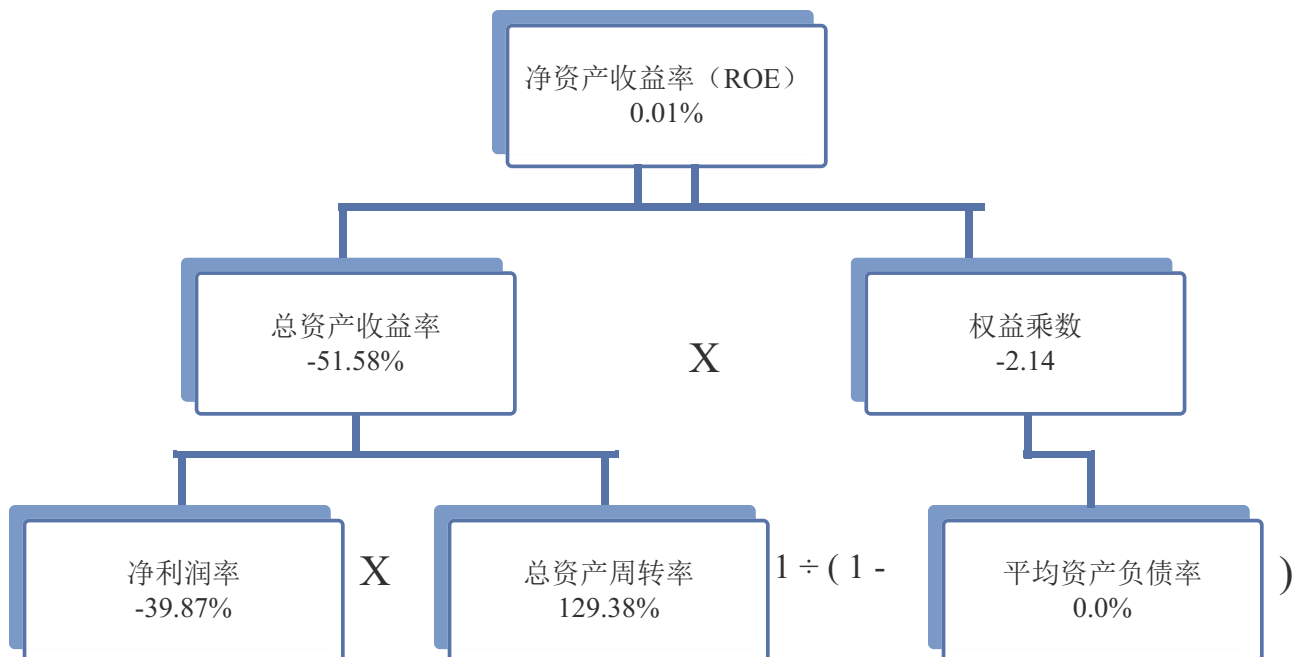 净资产收益率（ROE）
0.01%
总资产收益率
-51.58%
X
权益乘数
-2.14
净利润率
-39.87%
X
总资产周转率
129.38%
1 ÷ ( 1 -
平均资产负债率
0.0%
)